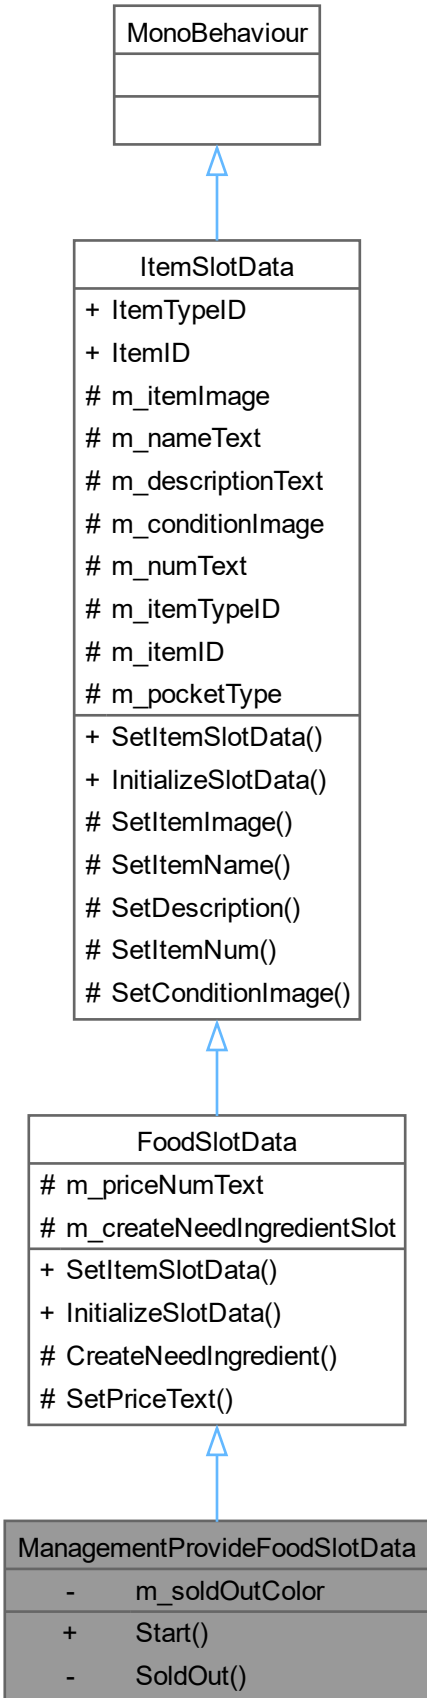 MonoBehaviour
ItemSlotData
+ ItemTypeID
+ ItemID
# m_itemImage
# m_nameText
# m_descriptionText
# m_conditionImage
# m_numText
# m_itemTypeID
# m_itemID
# m_pocketType
+ SetItemSlotData()
+ InitializeSlotData()
# SetItemImage()
# SetItemName()
# SetDescription()
# SetItemNum()
# SetConditionImage()
FoodSlotData
# m_priceNumText
# m_createNeedIngredientSlot
+ SetItemSlotData()
+ InitializeSlotData()
# CreateNeedIngredient()
# SetPriceText()
ManagementProvideFoodSlotData
- m_soldOutColor
+ Start()
- SoldOut()